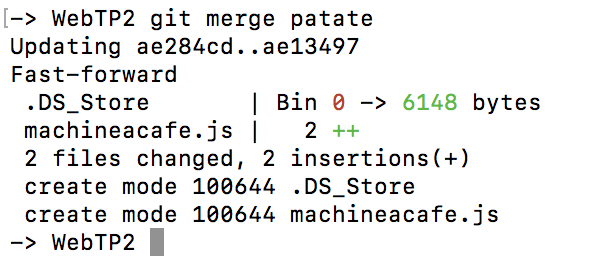 [-> WebTP2 git merge patate
Updating ae284cd..ae13497
Fast-forward
 .DS_Store       | Bin 0 -> 6148 bytes
 machineacafe.js |   2 ++
 2 files changed, 2 insertions(+)
 create mode 100644 .DS_Store
 create mode 100644 machineacafe.js
-> WebTP2